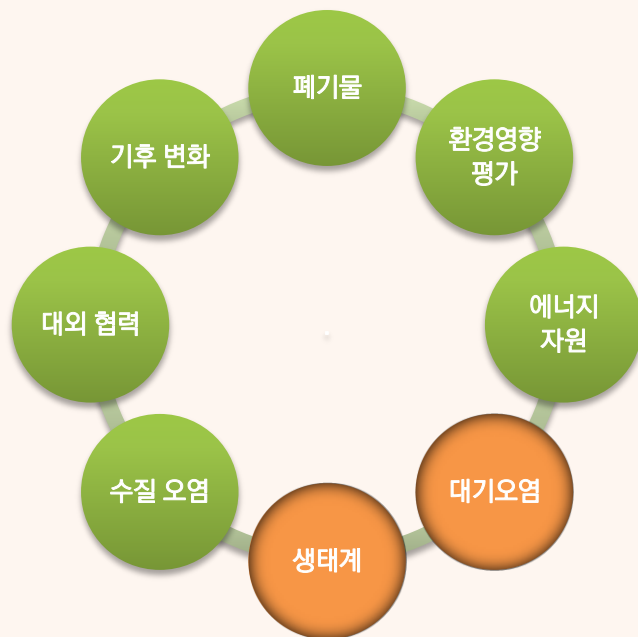 폐기물
환경영향
평가
에너지
자원
대기오염
생태계
수질 오염
대외 협력
기후 변화